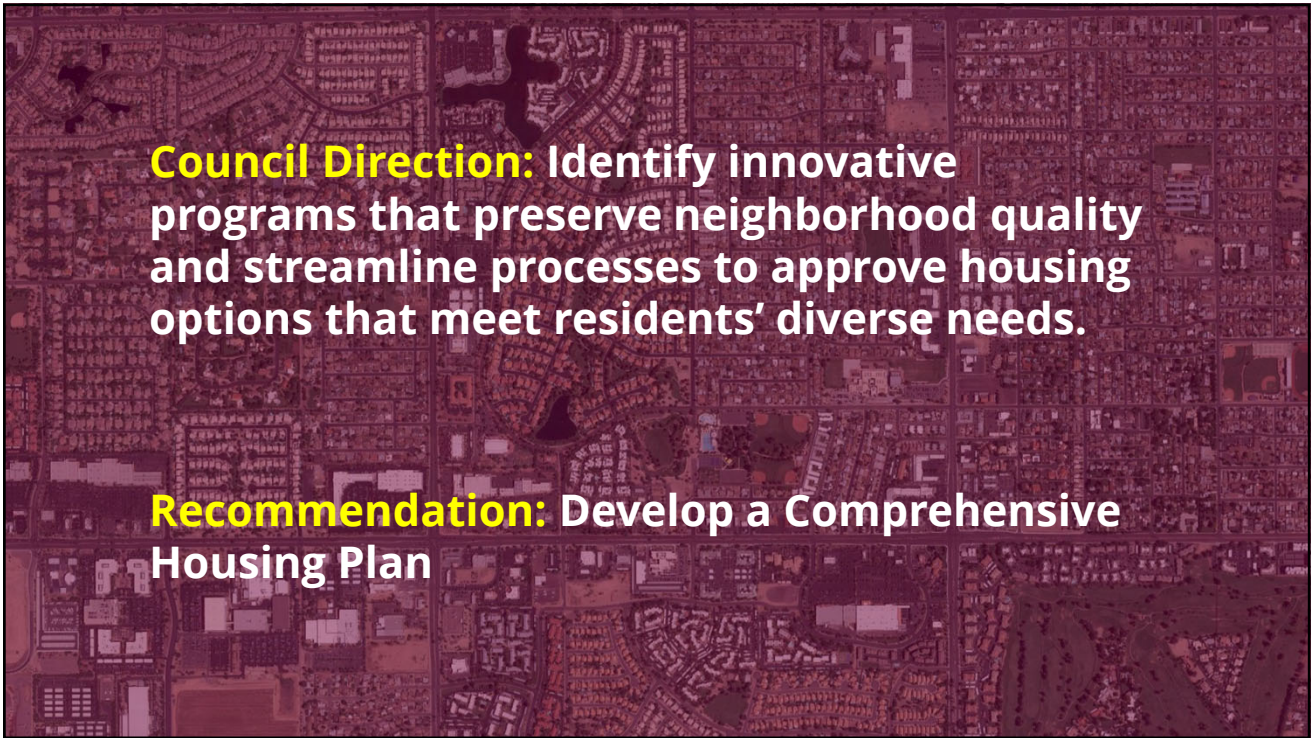 Council Direction: Identify innovative
programs that preserve neighborhood quality
and streamline processes to approve housing
options that meet residents’ diverse needs.
Recommendation: Develop a Comprehensive
Housing Plan